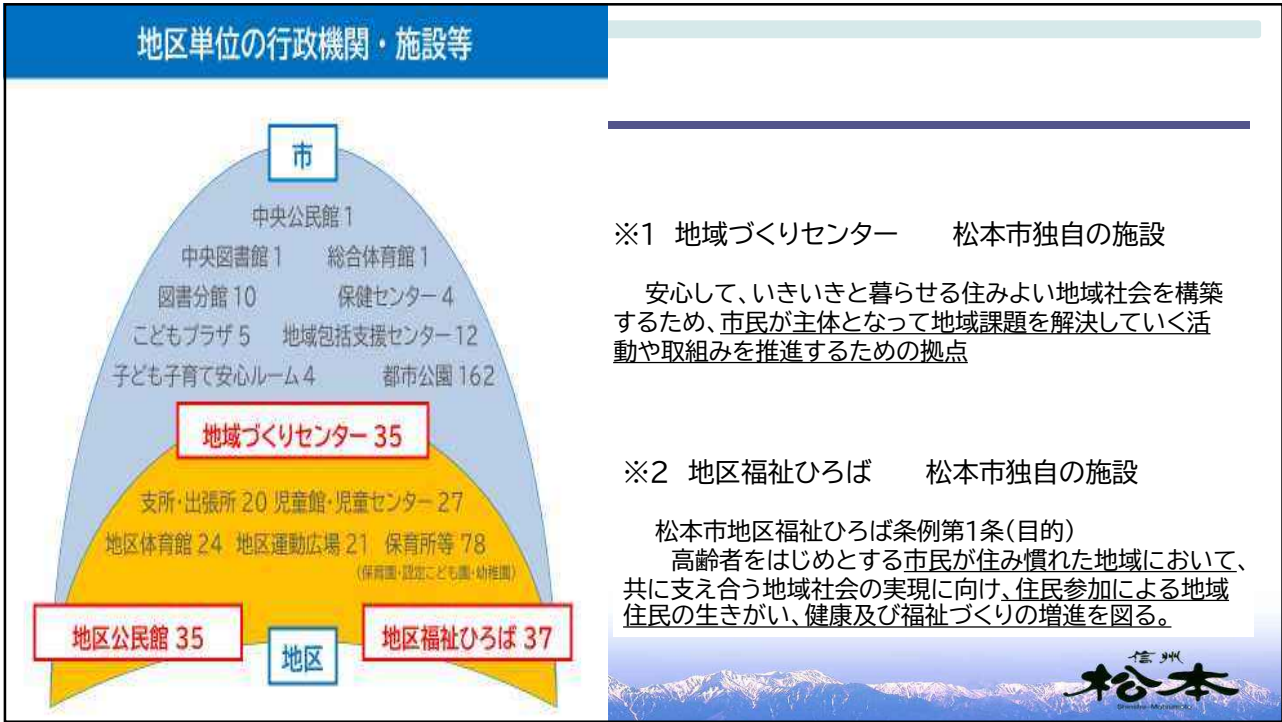 地区単位の行政機関・施設等
市
中央公民館 1
中央図書館 1 総合体育館 1
図書分館 10 保健センター 4
こどもプラザ 5 地域包括支援センター 12
子ども子育て安心ルーム 4 都市公園 162
地域づくりセンター 35
支所・出張所 20 児童館・児童センター 27
地区体育館 24 地区運動広場 21 保育所等 78
(保育園・認定こども園・幼稚園)
地区公民館 35
地区福祉ひろば 37
地区
※1 地域づくりセンター 松本市独自の施設
安心して、いきいきと暮らせる住みよい地域社会を構築
するため、市民が主体となって地域課題を解決していく活
動や取組みを推進するための拠点
※2 地区福祉ひろば 松本市独自の施設
松本市地区福祉ひろば条例第1条(目的)
高齢者をはじめとする市民が住み慣れた地域において、
共に支え合う地域社会の実現に向け、住民参加による地域
住民の生きがい、健康及び福祉づくりの増進を図る。
信州
松本
Shinshu-Matsumoto